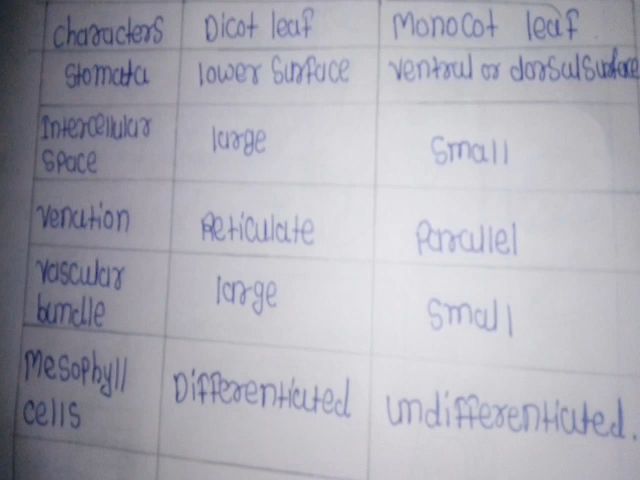 Characters Dicot leaf Monocot leaf
Stomata lower Surface ventral or dorsal surface
Intercellular
space large small
venation Reticulate parallel
vascular
bundle large small
Mesophyll
cells Differentiated undifferentiated.